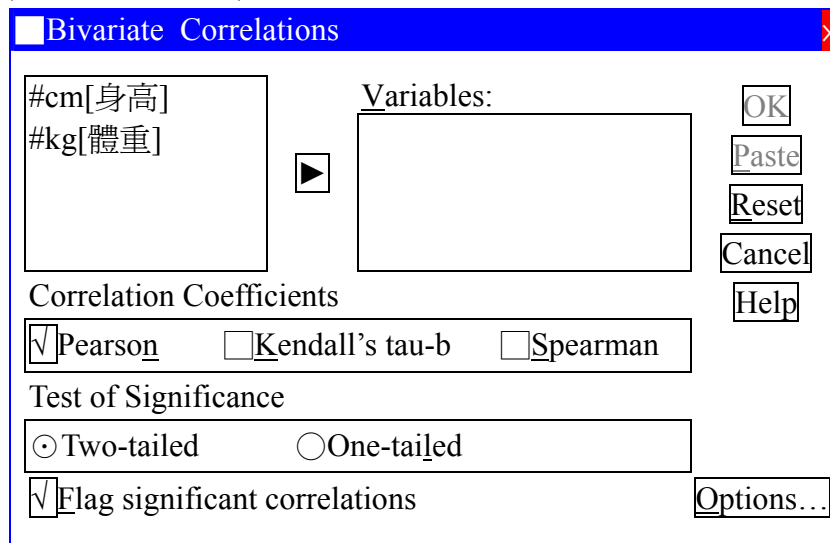 Bivariate Correlations ×
#cm[身高]
#kg[體重]
►
Variables:
OK
Paste
Reset
Cancel
Help
Correlation Coefficients
√Pearson □Kendall’s tau-b □Spearman
Test of Significance
⊙Two-tailed ○One-tailed
√Flag significant correlations
Options…